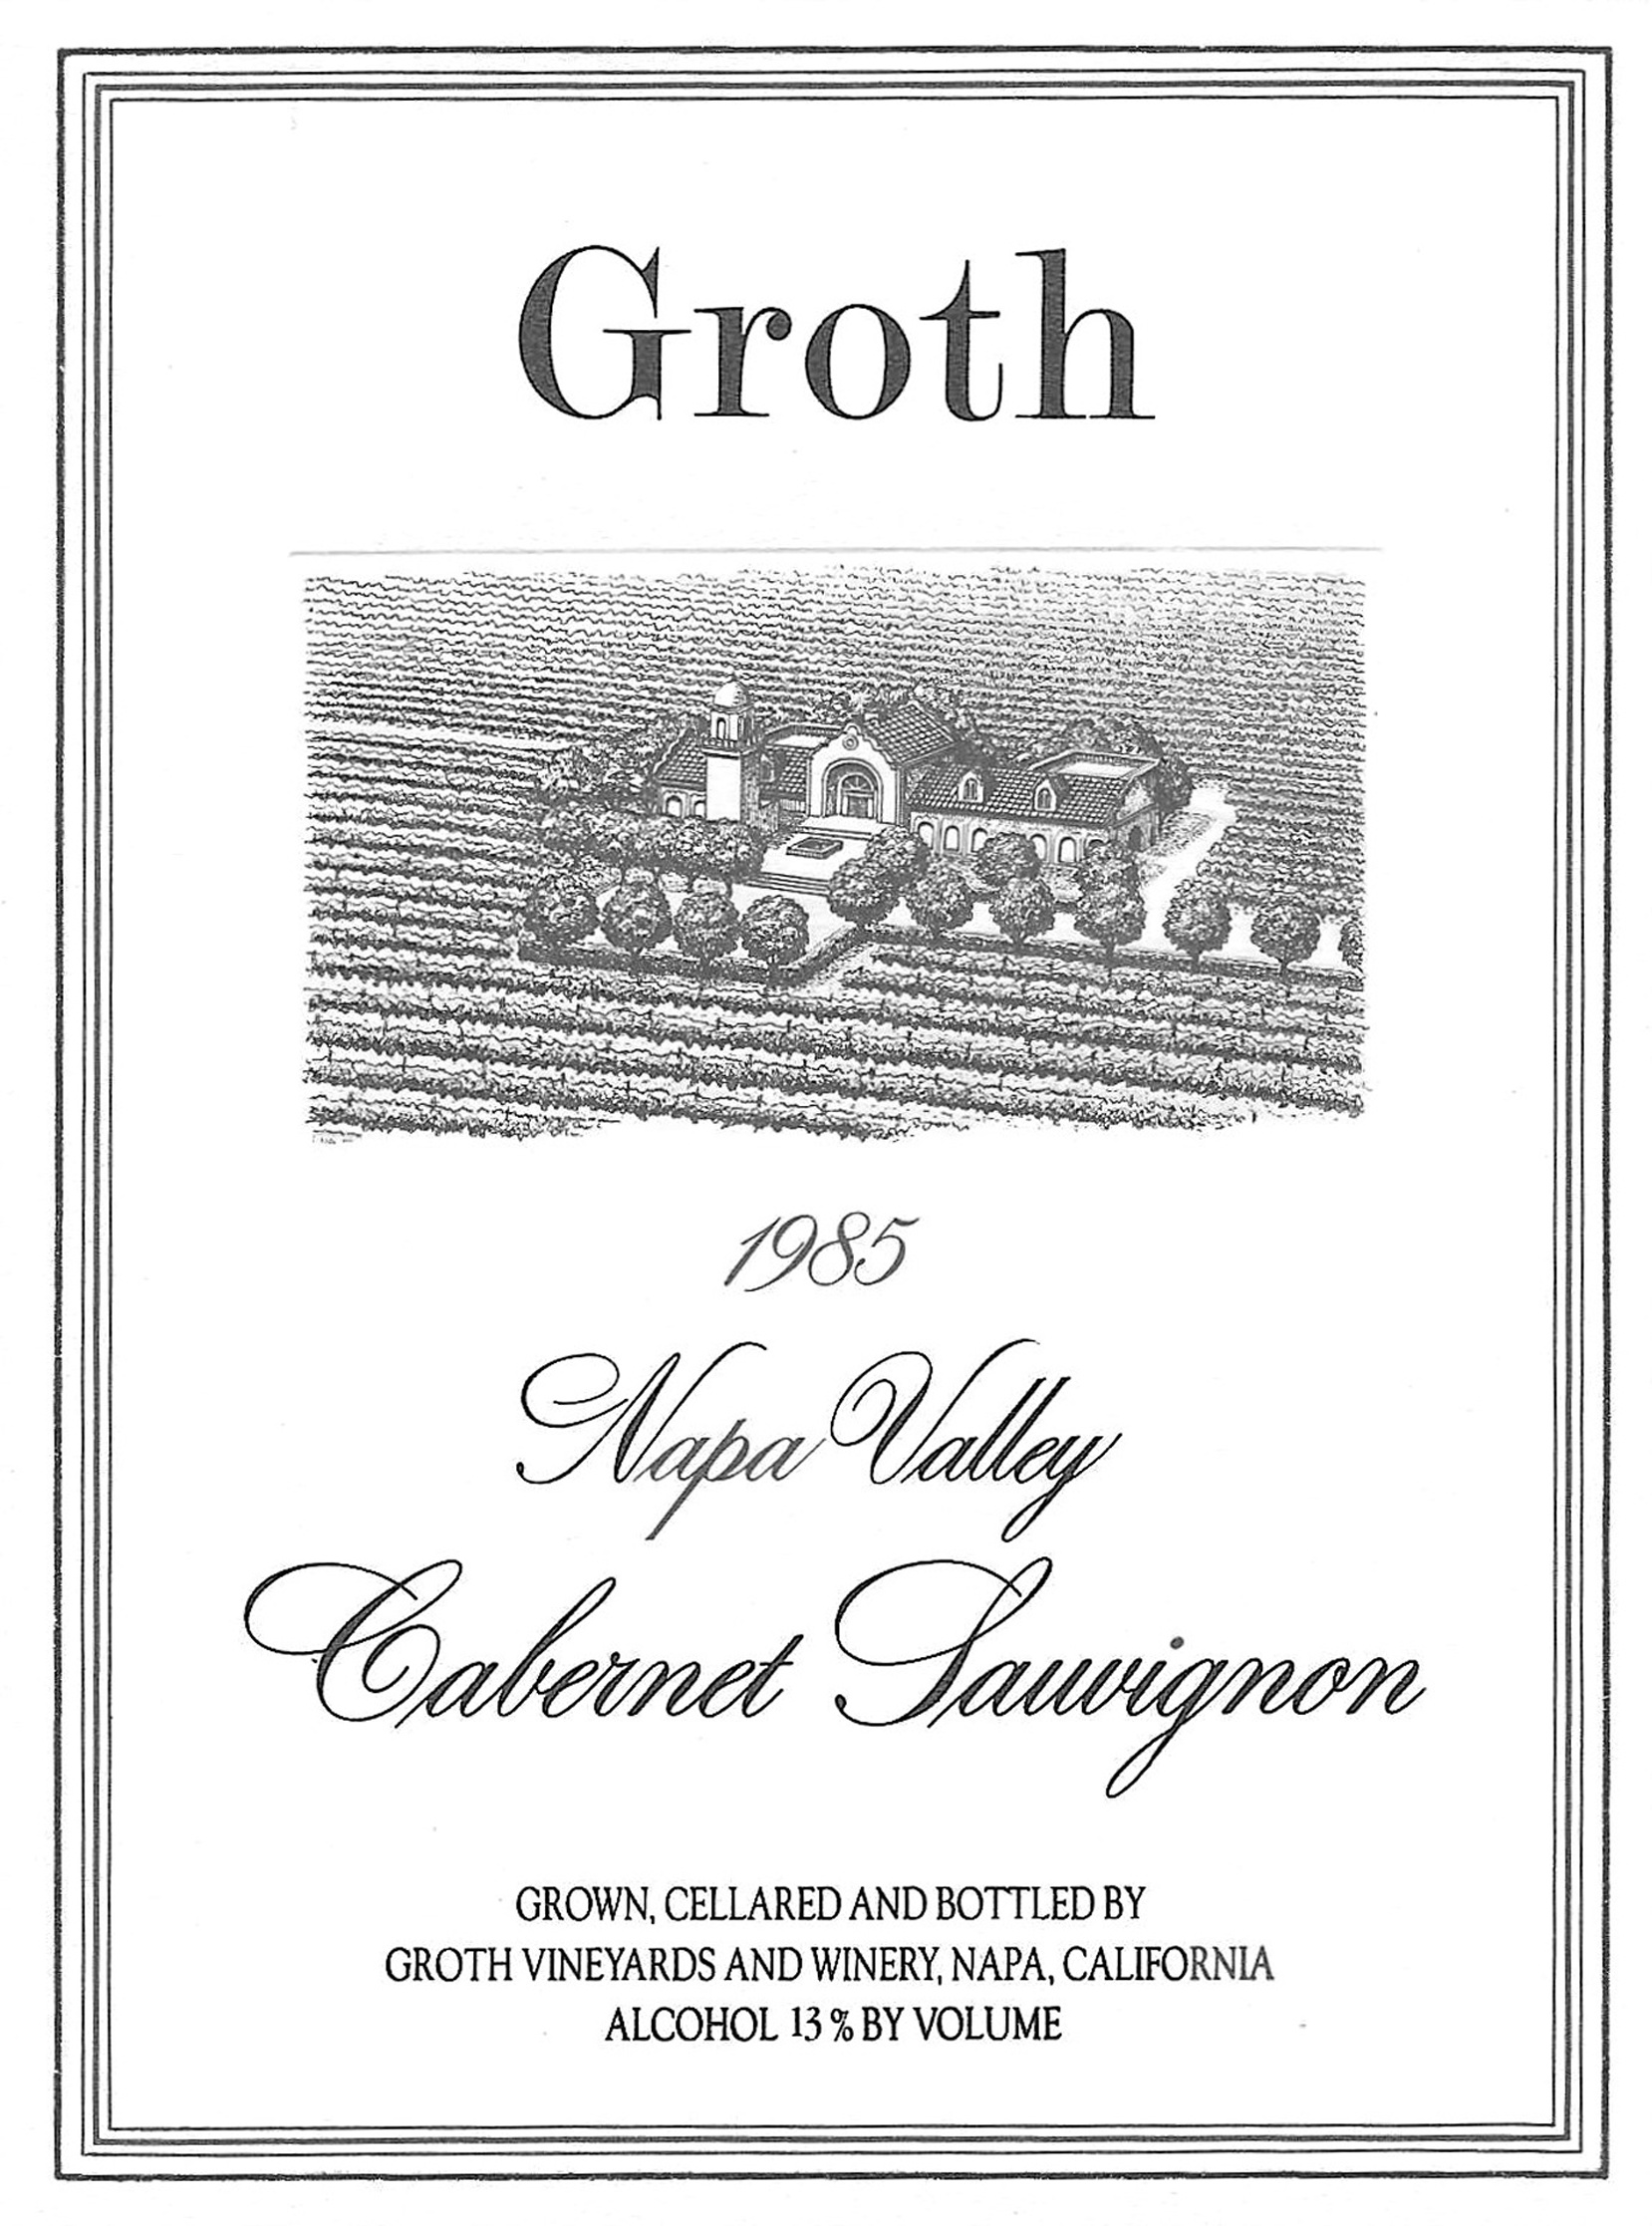 Groth
1985
Napa Valley
Cabernet Sauvignon
GROWN, CELLARED AND BOTTLED BY
GROTH VINEYARDS AND WINERY, NAPA, CALIFORNIA
ALCOHOL 13% BY VOLUME